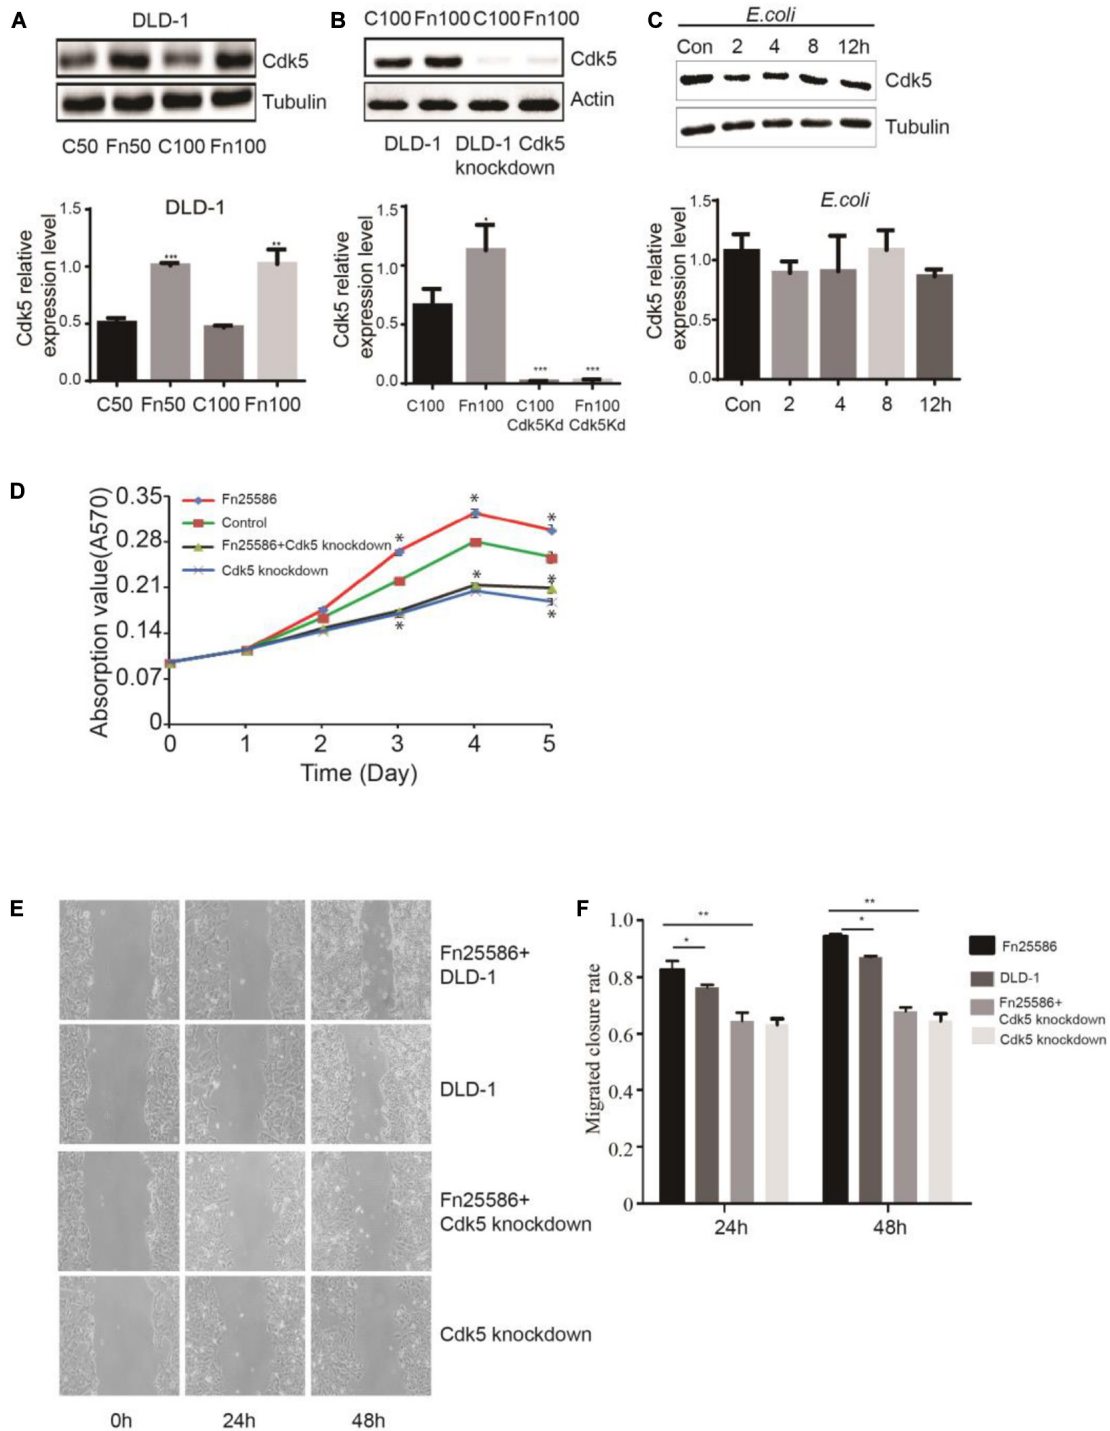 A
DLD-1
Cdk5
Tubulin
C50 Fn50 C100 Fn100
DLD-1
Cdk5 relative
expression level
1.5
1.0
0.5
0.0
***
**
C50 Fn50 C100 Fn100
B
C100 Fn100 C100 Fn100
Cdk5
Actin
DLD-1 DLD-1 Cdk5
knockdown
Cdk5 relative
expression level
1.5
1.0
0.5
0.0
*
***
***
C100 Fn100 C100 Fn100
Cdk5Kd Cdk5Kd
C
E.coli
Con 2 4 8 12h
Cdk5
Tubulin
E.coli
Cdk5 relative
expression level
1.5
1.0
0.5
1.0
Con 2 4 8 12h
D
Absorption value(A570)
0.35
0.28
0.21
0.14
0.07
0
Fn25586
Control
Fn25586+Cdk5 knockdown
Cdk5 knockdown
*
*
*
*
*
*
*
0 1 2 3 4 5
Time (Day)
E
Fn25586+
DLD-1
DLD-1
Fn25586+
Cdk5 knockdown
Cdk5 knockdown
0h 24h 48h
F
Migrated closure rate
1.0
0.8
0.6
0.4
0.2
0
**
*
**
*
24h 48h
Fn25586
DLD-1
Fn25586+
Cdk5 knockdown
Cdk5 knockdown